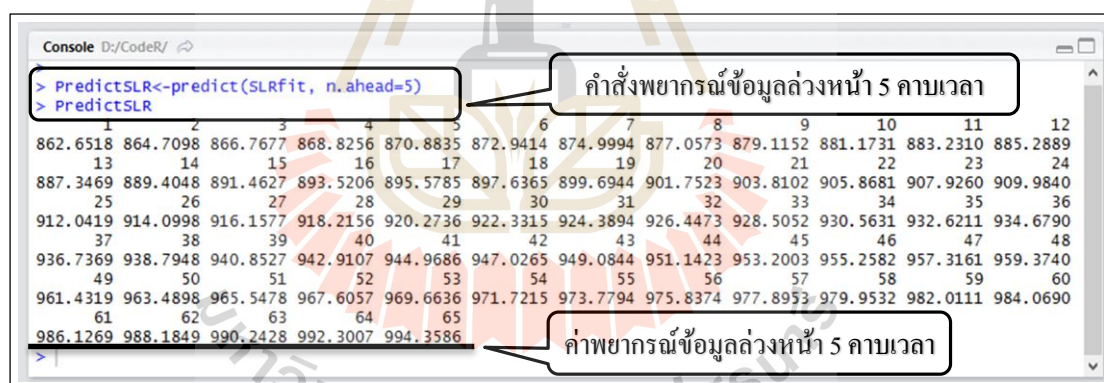 Console D:/CodeR/
>
> PredictSLR<-predict(SLRfit, n.ahead=5)
> PredictSLR
คำสั่งพยากรณ์ข้อมูลล่วงหน้า 5 คาบเวลา
1 2 3 4 5 6 7 8 9 10 11 12
862.6518 864.7098 866.7677 868.8256 870.8835 872.9414 874.9994 877.0573 879.1152 881.1731 883.2310 885.2889
13 14 15 16 17 18 19 20 21 22 23 24
887.3469 889.4048 891.4627 893.5206 895.5785 897.6365 899.6944 901.7523 903.8102 905.8681 907.9260 909.9840
25 26 27 28 29 30 31 32 33 34 35 36
912.0419 914.0998 916.1577 918.2156 920.2736 922.3315 924.3894 926.4473 928.5052 930.5631 932.6211 934.6790
37 38 39 40 41 42 43 44 45 46 47 48
936.7369 938.7948 940.8527 942.9107 944.9686 947.0265 949.0844 951.1423 953.2003 955.2582 957.3161 959.3740
49 50 51 52 53 54 55 56 57 58 59 60
961.4319 963.4898 965.5478 967.6057 969.6636 971.7215 973.7794 975.8374 977.8953 979.9532 982.0111 984.0690
61 62 63 64 65
986.1269 988.1849 990.2428 992.3007 994.3586
ค่าพยากรณ์ข้อมูลล่วงหน้า 5 คาบเวลา
>